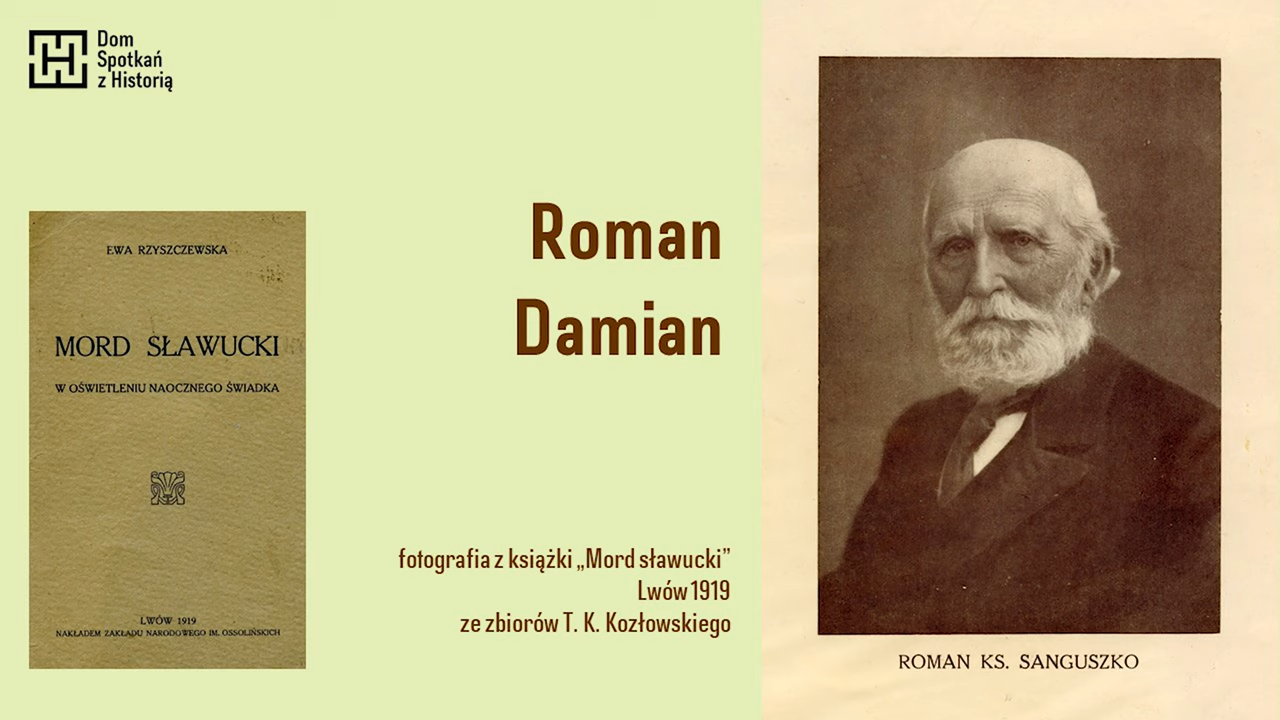 Dom
Spotkań
z Historią
EWA RZYSZCZEWSKA
MORD SŁAWUCKI
W OŚWIETLENIU NAOCZNEGO ŚWIADKA
LWÓW 1919
NAKŁADEM ZAKŁADU NARODOWEGO IM. OSSOLIŃSKICH
Roman
Damian
fotografia z książki „Mord sławucki”
Lwów 1919
ze zbiorów T. K. Kozłowskiego
ROMAN KS. SANGUSZKO